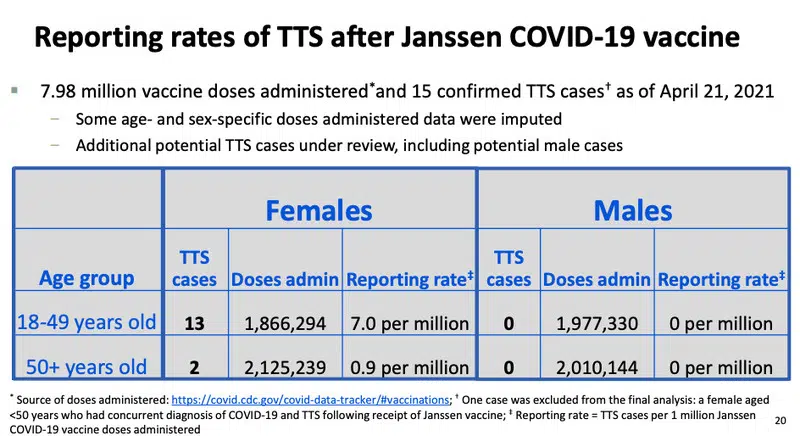 Reporting rates of TTS after Janssen COVID-19 vaccine
▪ 7.98 million vaccine doses administered*and 15 confirmed TTS cases† as of April 21, 2021
– Some age- and sex-specific doses administered data were imputed
– Additional potential TTS cases under review, including potential male cases
Females Males
Age group TTS cases Doses admin Reporting rate‡ TTS cases Doses admin Reporting rate‡
18-49 years old 13 1,866,294 7.0 per million 0 1,977,330 0 per million
50+ years old 2 2,125,239 0.9 per million 0 2,010,144 0 per million
* Source of doses administered: https://covid.cdc.gov/covid-data-tracker/#vaccinations; † One case was excluded from the final analysis: a female aged
<50 years who had concurrent diagnosis of COVID-19 and TTS following receipt of Janssen vaccine; ‡ Reporting rate = TTS cases per 1 million Janssen
COVID-19 vaccine doses administered
20